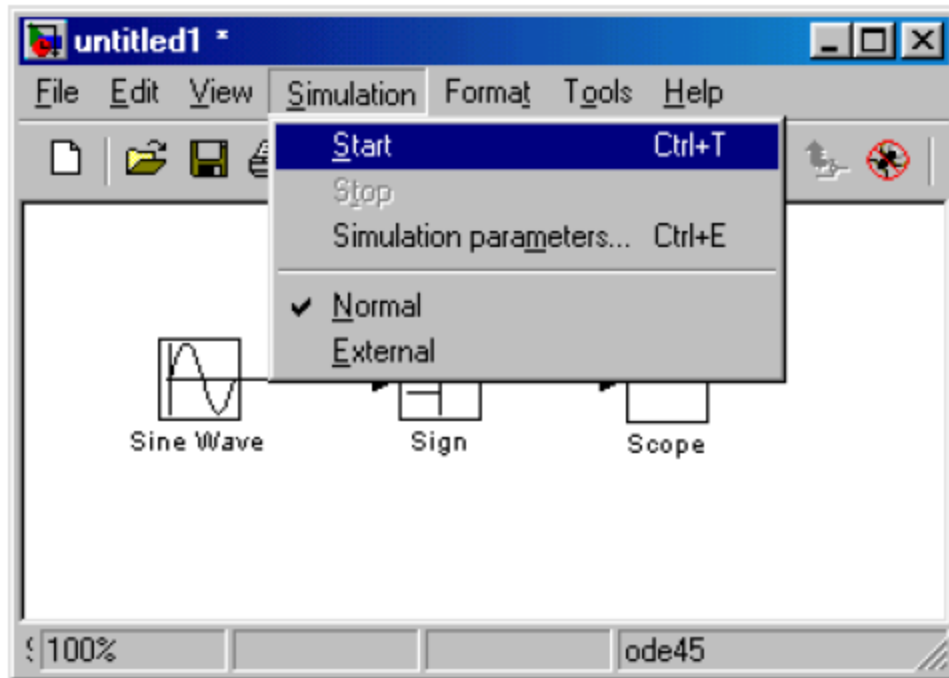 untitled1 *
File Edit View Simulation Format Tools Help
Start Ctrl+T
Stop
Simulation parameters... Ctrl+E
Normal
External
Sine Wave Sign Scope
100% ode45